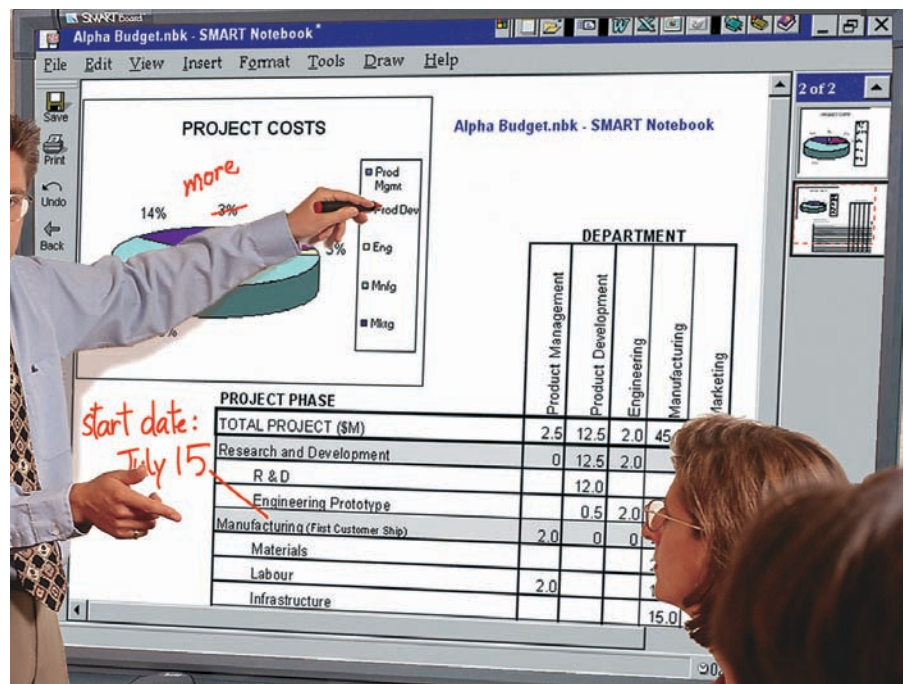 SMART Board
Alpha Budget.nbk - SMART Notebook*
File Edit View Insert Format Tools Draw Help
2 of 2
Save
Print
Undo
Back
PROJECT COSTS
more
14%
3%
5%
Prod
Mgmt
Prod Dev
Eng
Mnfg
Mktg
Alpha Budget.nbk - SMART Notebook
DEPARTMENT
Product Management
Product Development
Engineering
Manufacturing
Marketing
start date:
July 15
PROJECT PHASE
TOTAL PROJECT ($M) 2.5 12.5 2.0 45
Research and Development 0 12.5 2.0
R & D 12.0
Engineering Prototype 0.5 2.0
Manufacturing (First Customer Ship) 2.0 0 0
Materials
Labour 2.0
Infrastructure 15.0